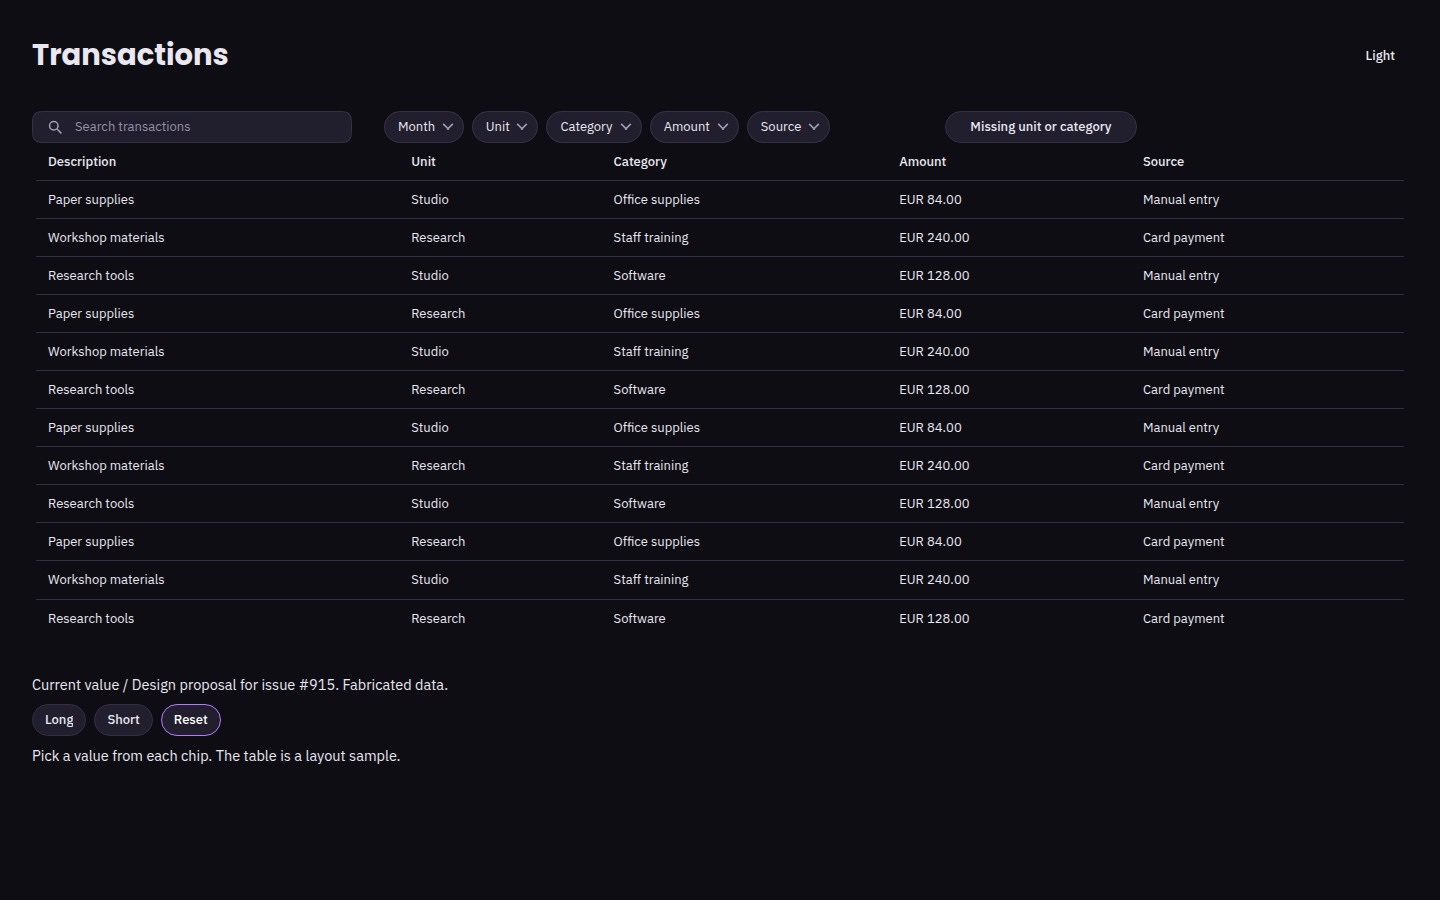 Transactions
Light
Search transactions Month Unit Category Amount Source Missing unit or category
Description Unit Category Amount Source
Paper supplies Studio Office supplies EUR 84.00 Manual entry
Workshop materials Research Staff training EUR 240.00 Card payment
Research tools Studio Software EUR 128.00 Manual entry
Paper supplies Research Office supplies EUR 84.00 Card payment
Workshop materials Studio Staff training EUR 240.00 Manual entry
Research tools Research Software EUR 128.00 Card payment
Paper supplies Studio Office supplies EUR 84.00 Manual entry
Workshop materials Research Staff training EUR 240.00 Card payment
Research tools Studio Software EUR 128.00 Manual entry
Paper supplies Research Office supplies EUR 84.00 Card payment
Workshop materials Studio Staff training EUR 240.00 Manual entry
Research tools Research Software EUR 128.00 Card payment
Current value / Design proposal for issue #915. Fabricated data.
Long Short Reset
Pick a value from each chip. The table is a layout sample.